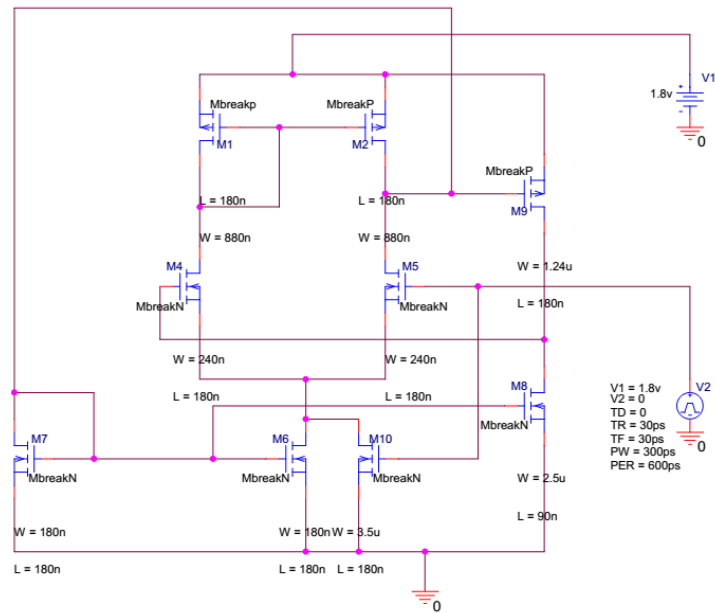 V1
1.8v
0
Mbreakp
MbreakP
M1
M2
MbreakP
M9
L = 180n
L = 180n
W = 880n
W = 880n
W = 1.24u
L = 180n
M4
M5
MbreakN
MbreakN
W = 240n
W = 240n
L = 180n
L = 180n
M8
MbreakN
V2
V1 = 1.8v
V2 = 0
TD = 0
TR = 30ps
TF = 30ps
PW = 300ps
PER = 600ps
0
M7
M6
M10
MbreakN
MbreakN
MbreakN
W = 2.5u
L = 90n
W = 180n
W = 180n
W = 3.5u
L = 180n
L = 180n
L = 180n
0